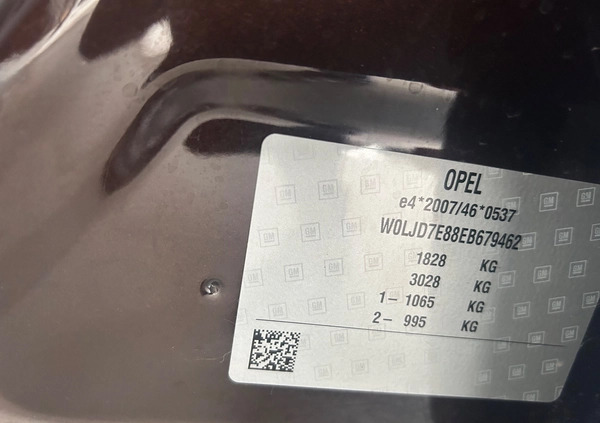 OPEL
e4*2007/46*0537
W0LJD7E88EB679462
1828 KG
3028 KG
1– 1065 KG
2– 995 KG